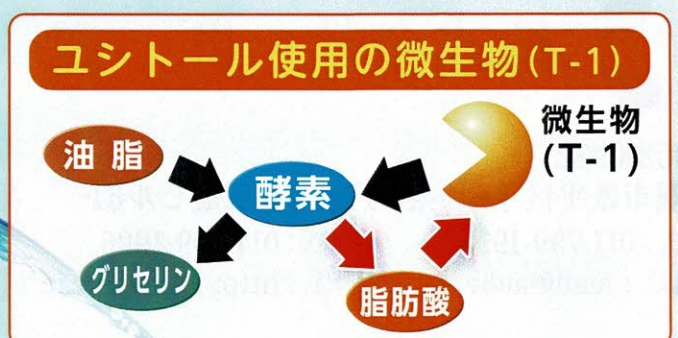 ユシトール使用の微生物(T-1)
油脂
酵素
微生物
(T-1)
グリセリン
脂肪酸